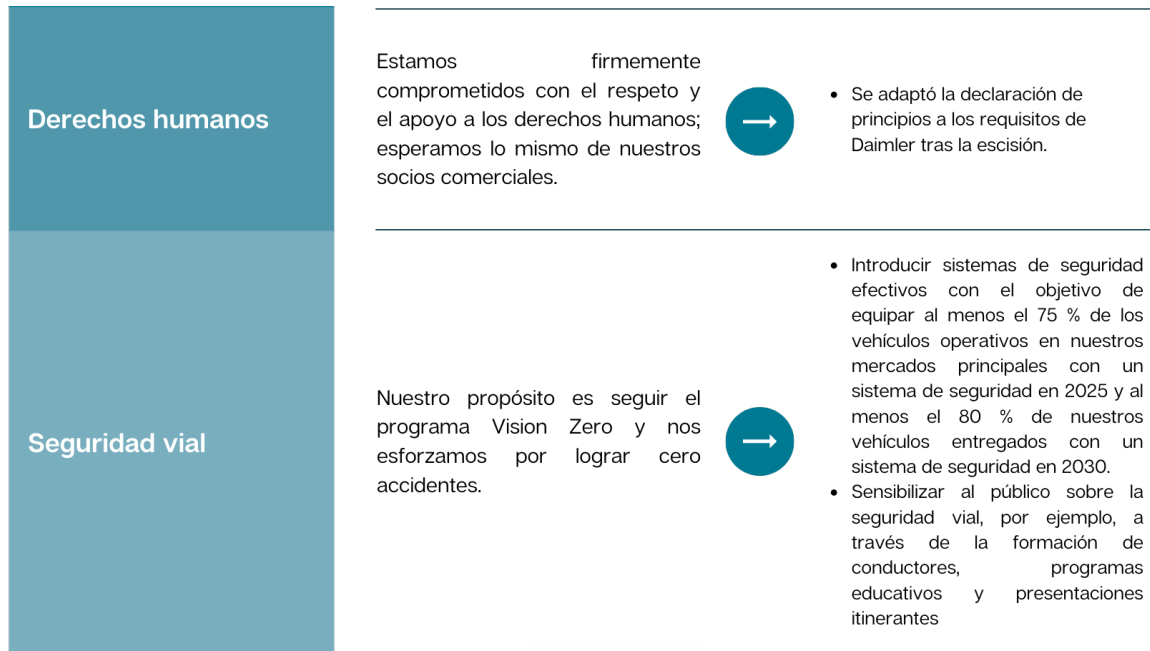 Derechos humanos
Estamos firmemente
comprometidos con el respeto y
el apoyo a los derechos humanos;
esperamos lo mismo de nuestros
socios comerciales.
• Se adaptó la declaración de
principios a los requisitos de
Daimler tras la escisión.
Seguridad vial
Nuestro propósito es seguir el
programa Vision Zero y nos
esforzamos por lograr cero
accidentes.
• Introducir sistemas de seguridad
efectivos con el objetivo de
equipar al menos el 75 % de los
vehículos operativos en nuestros
mercados principales con un
sistema de seguridad en 2025 y al
menos el 80 % de nuestros
vehículos entregados con un
sistema de seguridad en 2030.
• Sensibilizar al público sobre la
seguridad vial, por ejemplo, a
través de la formación de
conductores, programas
educativos y presentaciones
itinerantes